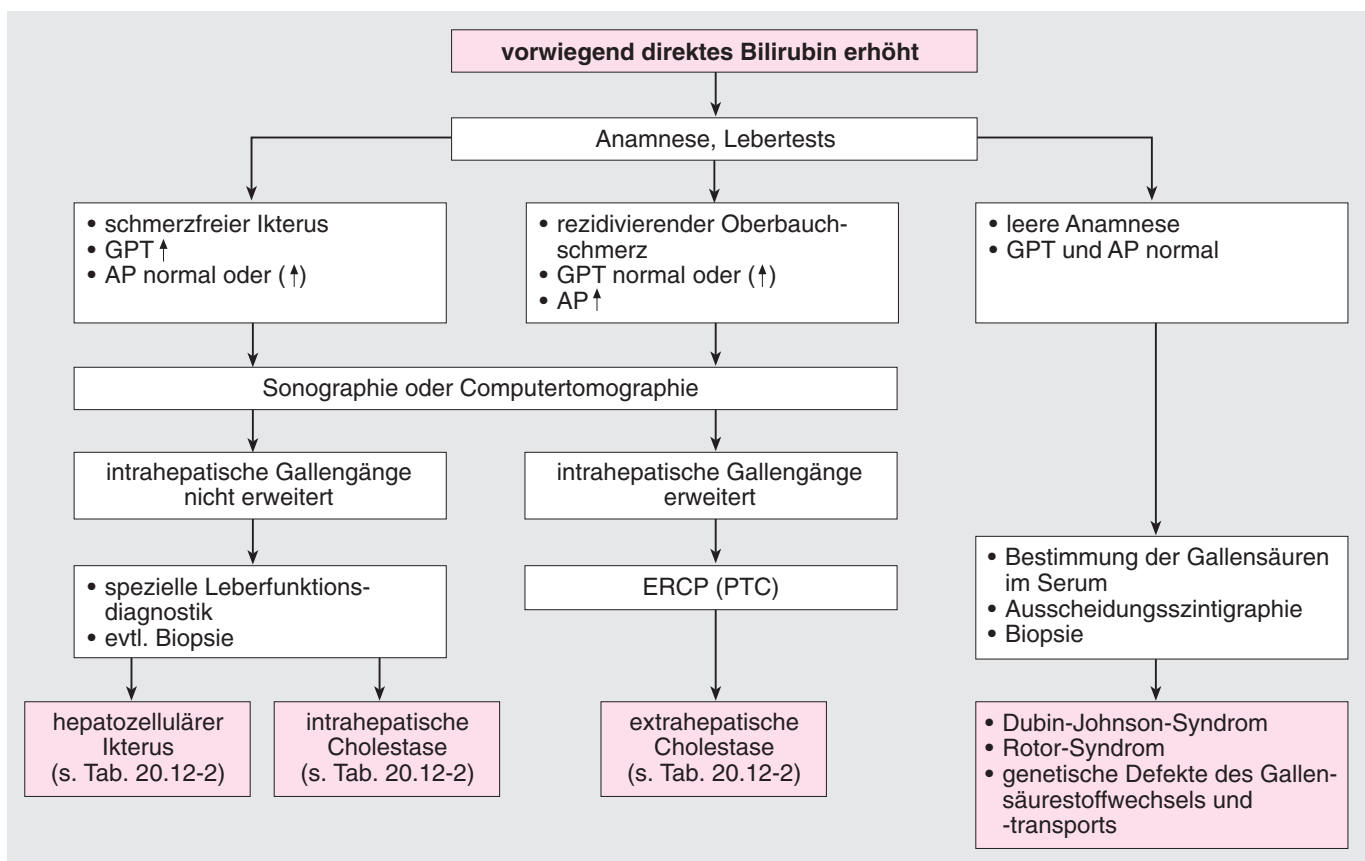 vorwiegend direktes Bilirubin erhöht
Anamnese, Lebertests
• schmerzfreier Ikterus
• GPT ↑
• AP normal oder (↑)
• rezidivierender Oberbauch-
schmerz
• GPT normal oder (↑)
• AP ↑
• leere Anamnese
• GPT und AP normal
Sonographie oder Computertomographie
intrahepatische Gallengänge
nicht erweitert
intrahepatische Gallengänge
erweitert
• spezielle Leberfunktions-
diagnostik
• evtl. Biopsie
ERCP (PTC)
• Bestimmung der Gallensäuren
im Serum
• Ausscheidungsszintigraphie
• Biopsie
hepatozellulärer
Ikterus
(s. Tab. 20.12-2)
intrahepatische
Cholestase
(s. Tab. 20.12-2)
extrahepatische
Cholestase
(s. Tab. 20.12-2)
• Dubin-Johnson-Syndrom
• Rotor-Syndrom
• genetische Defekte des Gallen-
säurestoffwechsels und
-transports